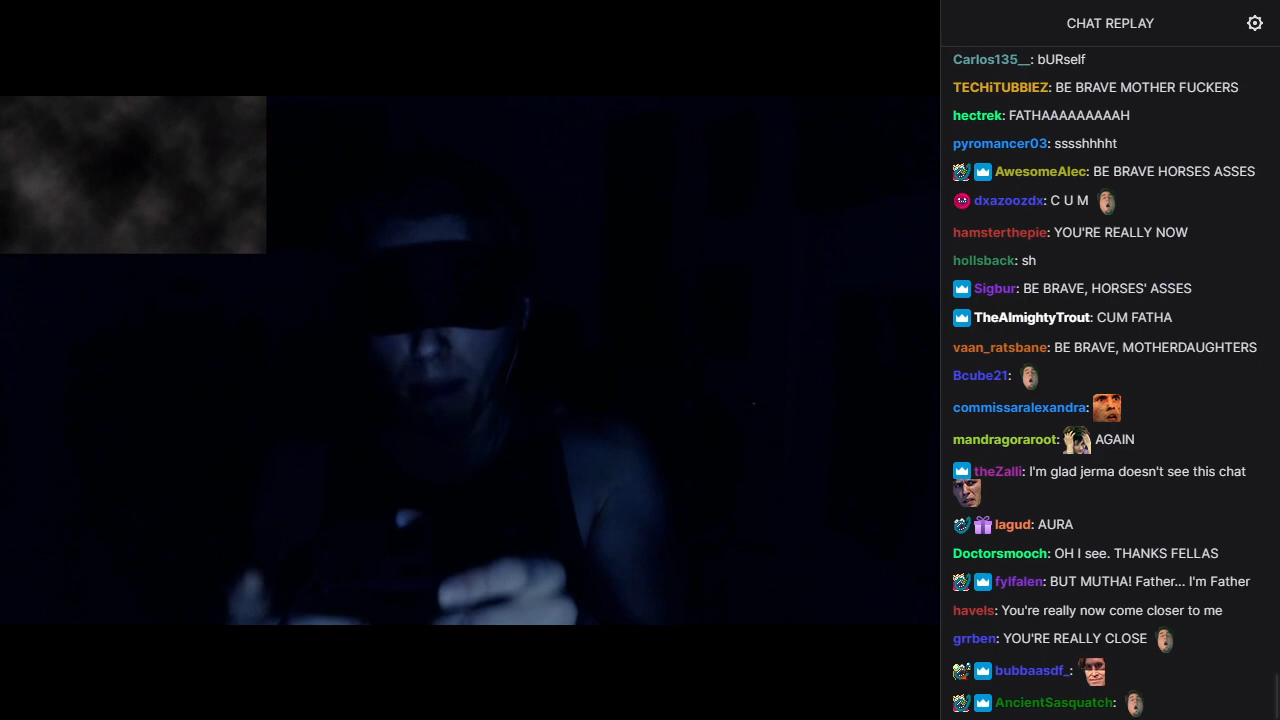 CHAT REPLAY
Carlos135__: bURself
TECHiTUBBIEZ: BE BRAVE MOTHER FUCKERS
hectrek: FATHAAAAAAAAAH
pyromancer03: sssshhhht
AwesomeAlec: BE BRAVE HORSES ASSES
dxazoozdx: C U M
hamsterthepie: YOU'RE REALLY NOW
hollsback: sh
Sigbur: BE BRAVE, HORSES' ASSES
TheAlmightyTrout: CUM FATHA
vaan_ratsbane: BE BRAVE, MOTHERDAUGHTERS
Bcube21:
commissaralexandra:
mandragoraroot: AGAIN
theZalli: I'm glad jerma doesn't see this chat
lagud: AURA
Doctorsmooch: OH I see. THANKS FELLAS
fylfalen: BUT MUTHA! Father... I'm Father
havels: You're really now come closer to me
grrben: YOU'RE REALLY CLOSE
bubbaasdf_:
AncientSasquatch: